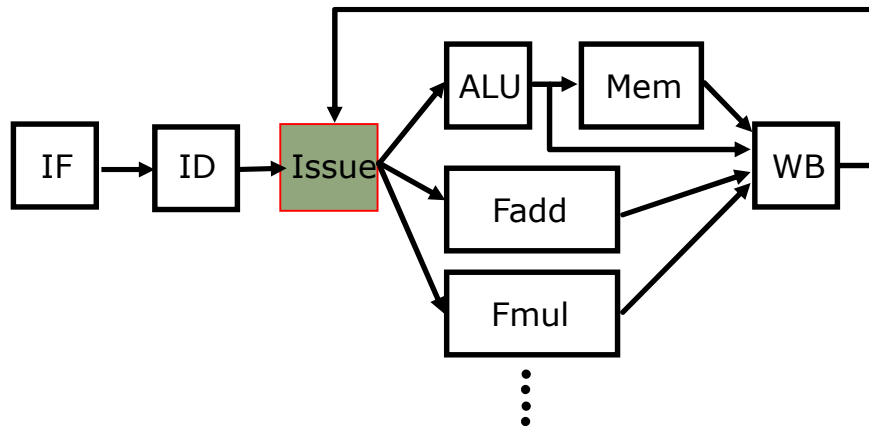 IF
ID
Issue
ALU
Mem
Fadd
Fmul
WB